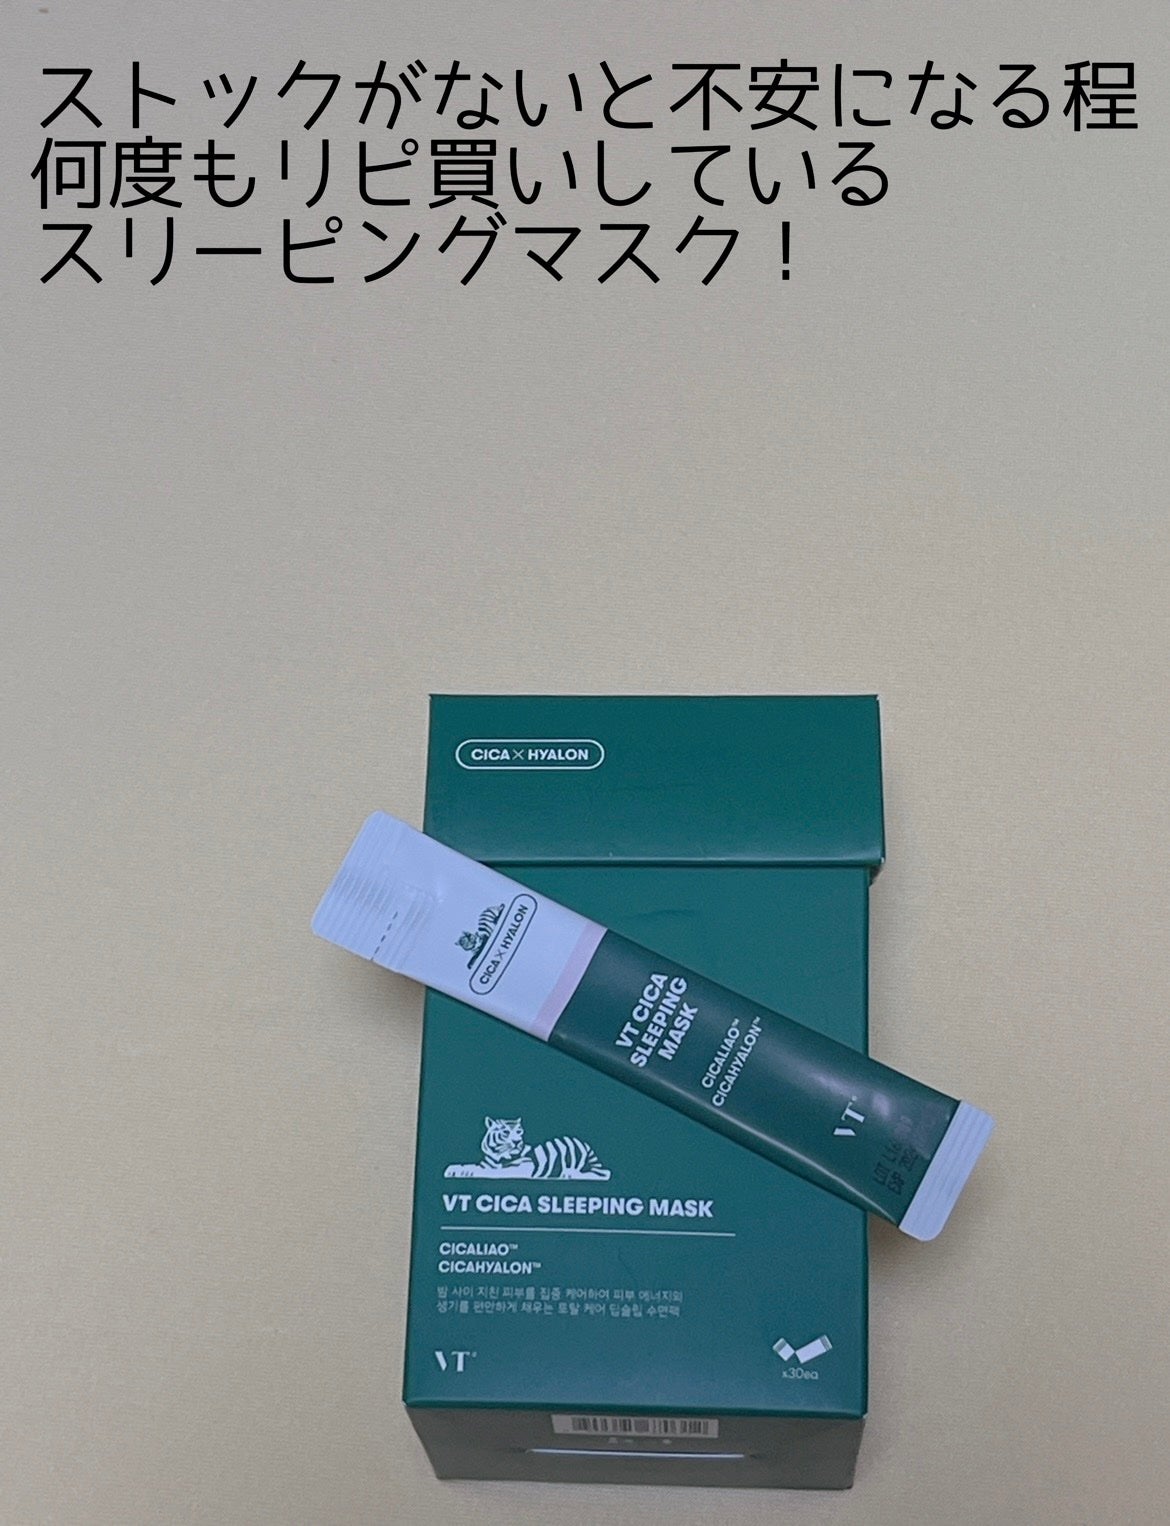 ストックがないと不安になる程
何度もリピ買いしている
スリーピングマスク！
CICA×HYALON
CICA×HYALON
VT CICA
SLEEPING
MASK
CICALIAO™
CICAHYALON™
VT
VT CICA SLEEPING MASK
CICALIAO™
CICAHYALON™
밤 사이 지친 피부를 집중 케어하여 피부 에너지와
생기를 편안하게 채우는 토탈 케어 딥슬립 수면팩
VT
x30ea